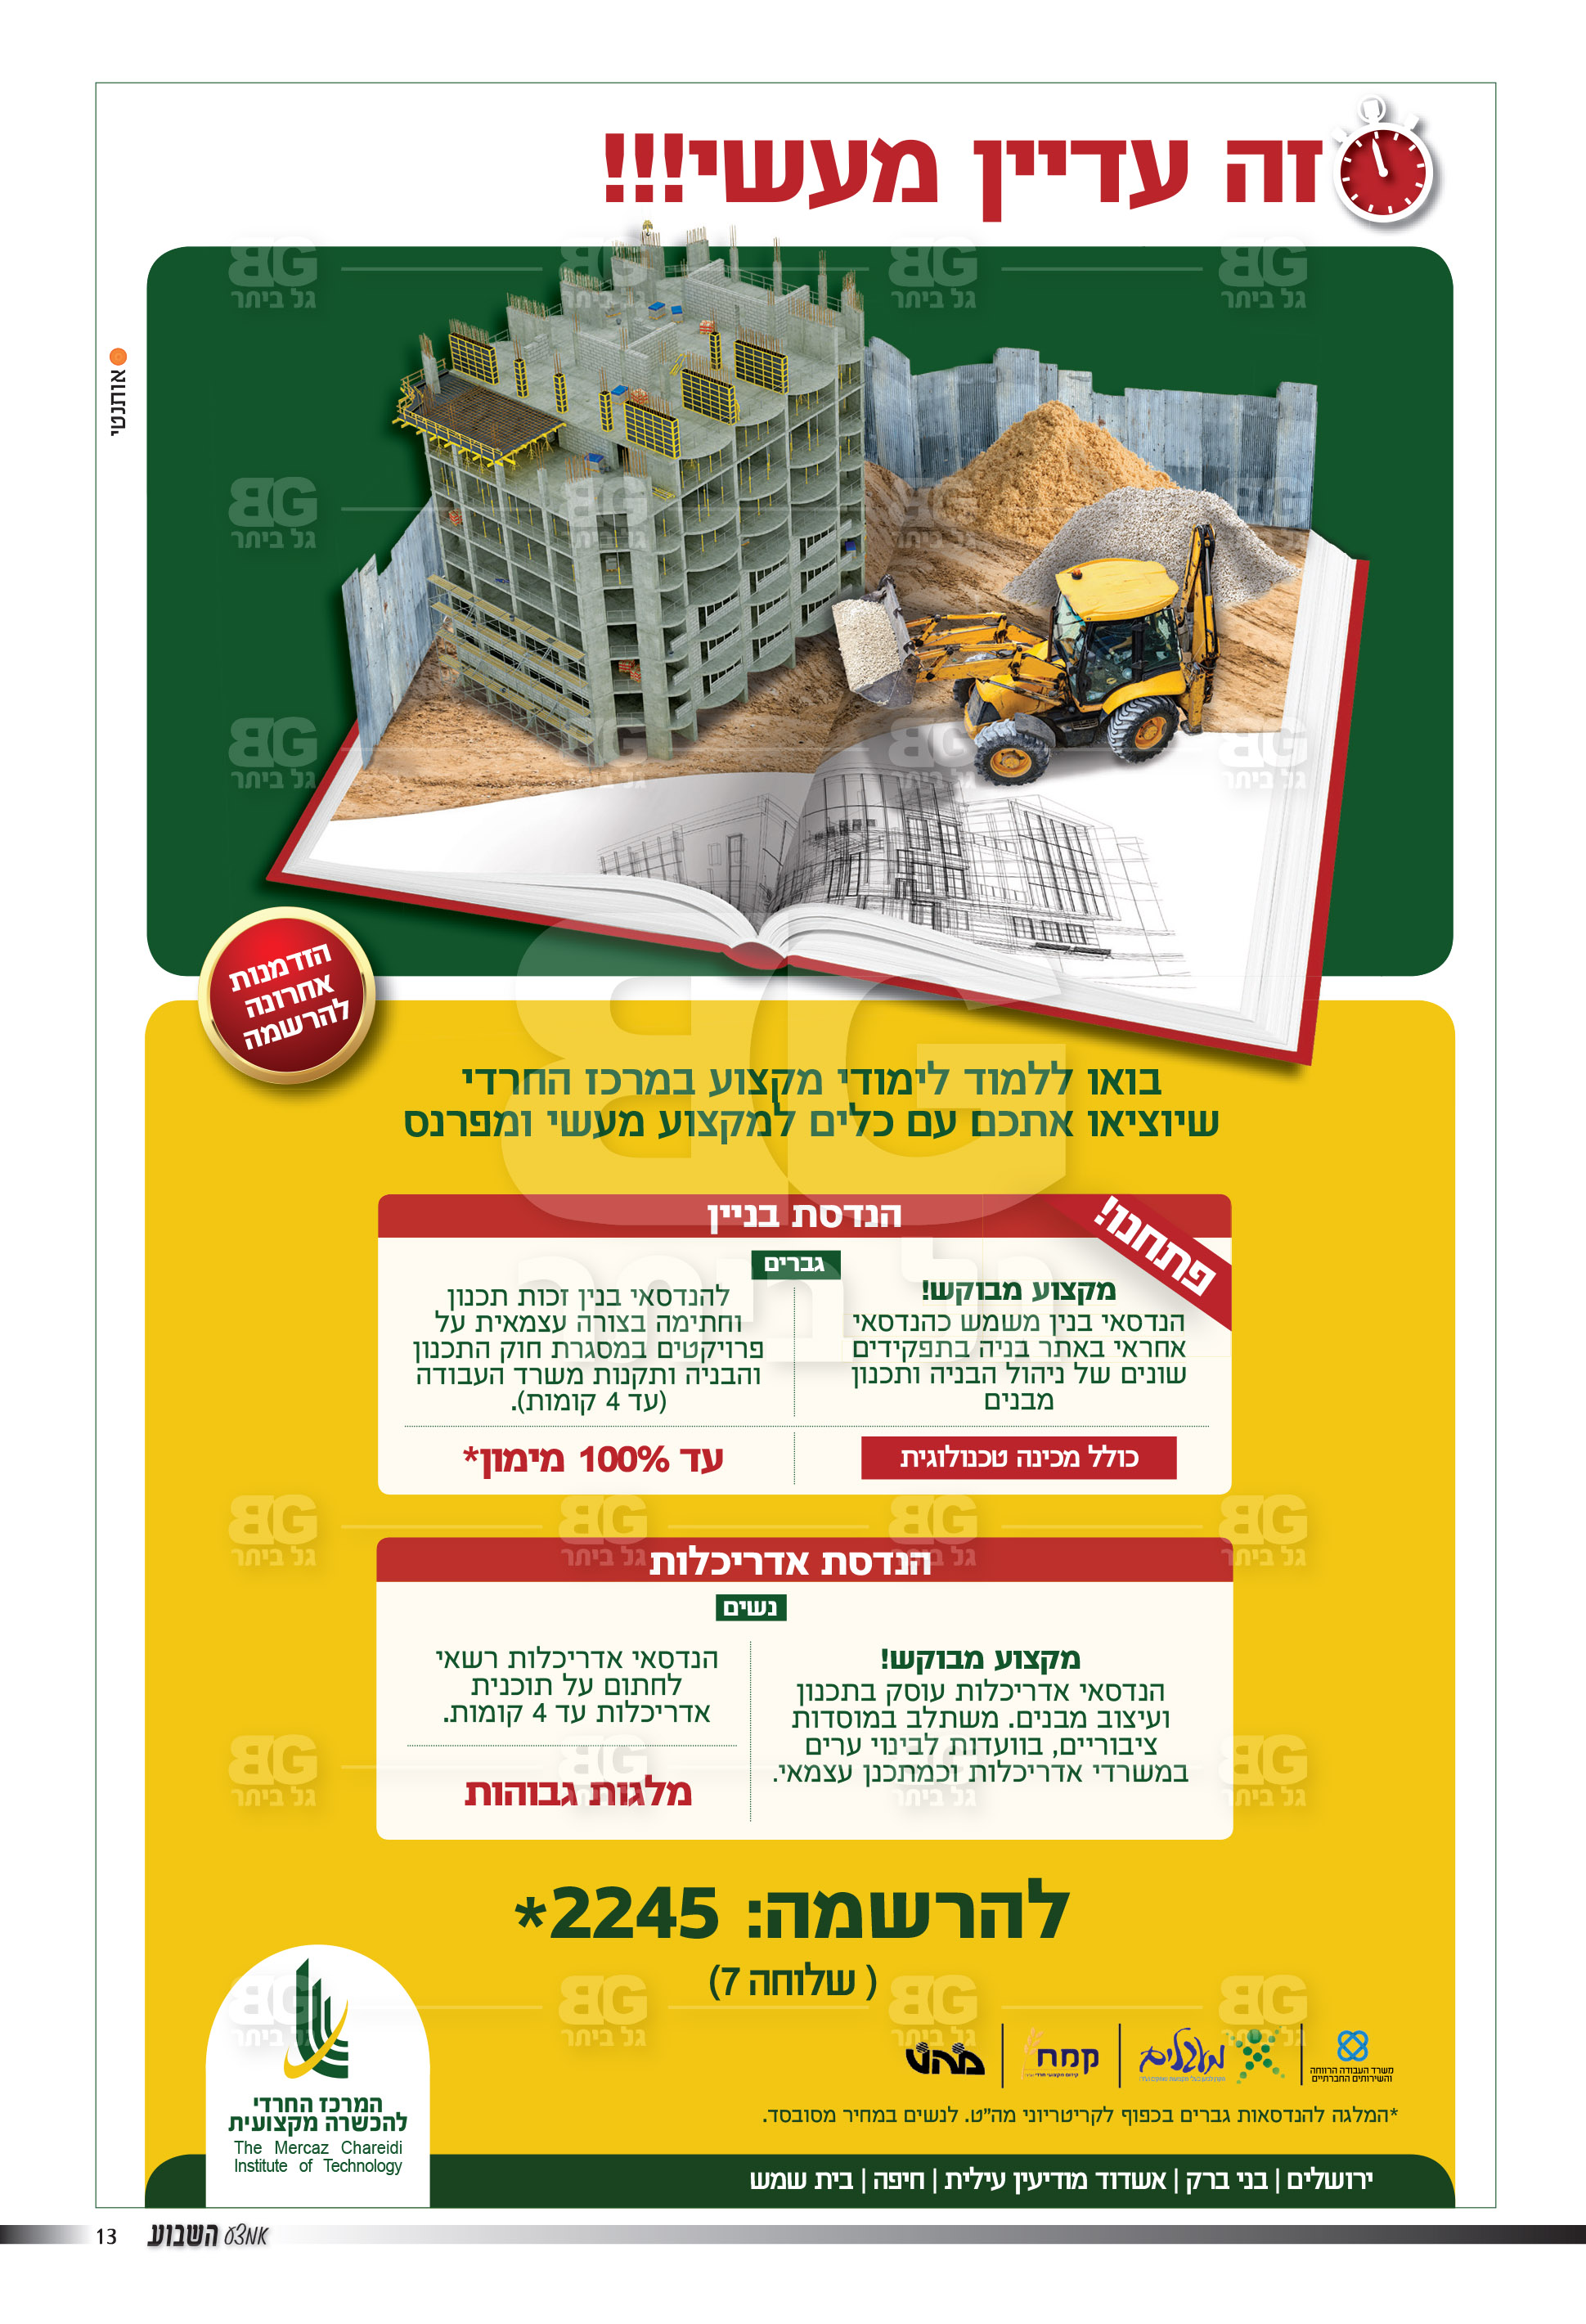 זה עדיין מעשי!!!
אותנטי
הזדמנות
אחרונה
להרשמה
בואו ללמוד לימודי מקצוע במרכז החרדי
שיוציאו אתכם עם כלים למקצוע מעשי ומפרנס
הנדסת בניין
פתחנו!
גברים
מקצוע מבוקש!
הנדסאי בנין משמש כהנדסאי
אחראי באתר בניה בתפקידים
שונים של ניהול הבניה ותכנון
מבנים
להנדסאי בנין זכות תכנון
וחתימה בצורה עצמאית על
פרויקטים במסגרת חוק התכנון
והבניה ותקנות משרד העבודה
(עד 4 קומות).
כולל מכינה טכנולוגית
עד 100% מימון*
הנדסת אדריכלות
נשים
מקצוע מבוקש!
הנדסאי אדריכלות עוסק בתכנון
ועיצוב מבנים. משתלב במוסדות
ציבוריים, בוועדות לבינוי ערים
במשרדי אדריכלות וכמתכנן עצמאי.
הנדסאי אדריכלות רשאי
לחתום על תוכנית
אדריכלות עד 4 קומות.
מלגות גבוהות
להרשמה: 2245*
( שלוחה 7)
משרד העבודה הרווחה
והשירותים החברתיים
מעגלים
קמח
מהט
*המלגה להנדסאות גברים בכפוף לקריטריוני מה"ט. לנשים במחיר מסובסד.
המרכז החרדי
להכשרה מקצועית
The Mercaz Chareidi
Institute of Technology
ירושלים | בני ברק | אשדוד מודיעין עילית | חיפה | בית שמש
אמצע השבוע
13
BG
גל ביתר